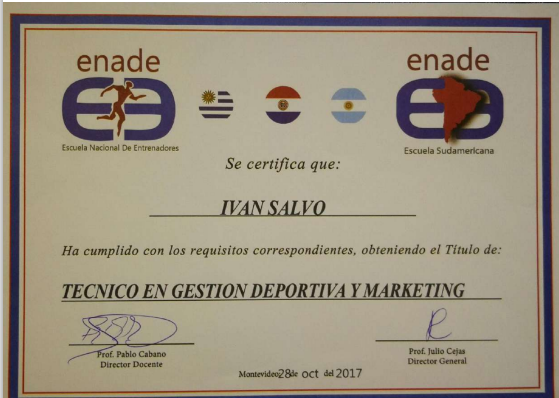 enade
enade
Escuela Nacional De Entrenadores
Escuela Sudamericana
Se certifica que:
IVAN SALVO
Ha cumplido con los requisitos correspondientes, obteniendo el Título de:
TECNICO EN GESTION DEPORTIVA Y MARKETING
Prof. Pablo Cabano
Director Docente
Prof. Julio Cejas
Director General
Montevideo 28 de oct del 2017